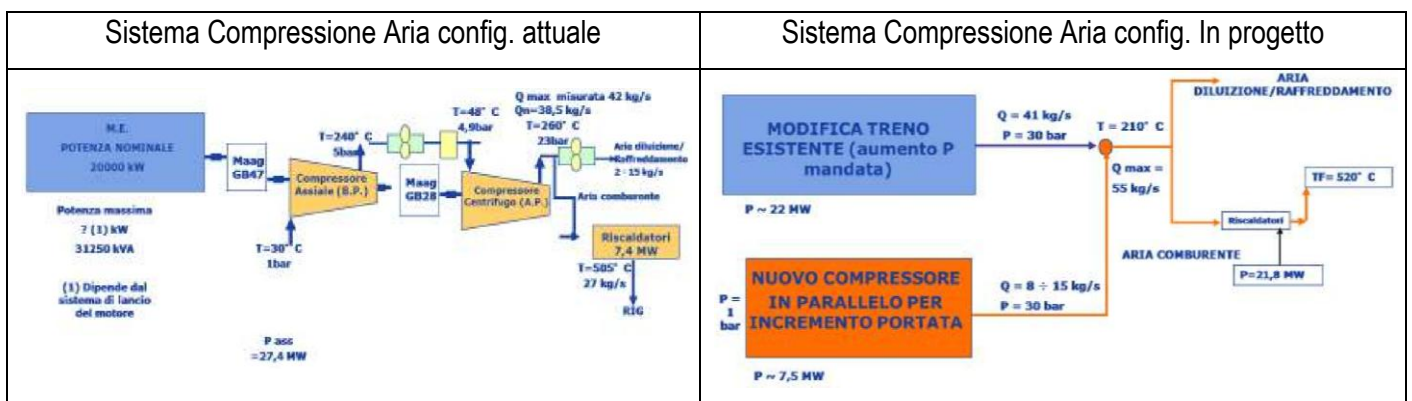 Sistema Compressione Aria config. attuale
M.E.
POTENZA NOMINALE
20000 kW
Potenza massima
? (1) kW
31250 kVA
(1) Dipende dal
sistema di lancio
del motore
Maag
GB47
T=240° C
5bar
Compressore
Assiale (B.P.)
T=30° C
1bar
P ass
=27,4 MW
Maag
GB28
T=48° C
4,9bar
Compressore
Centrifugo (A.P.)
Q max misurata 42 kg/s
Qn=38,5 kg/s
T=260° C
23bar
Aria diluizione/
Raffreddamento
2 - 15 kg/s
Aria comburente
Riscaldatori
7,4 MW
T=505° C
27 kg/s
RIG
Sistema Compressione Aria config. In progetto
MODIFICA TRENO
ESISTENTE (aumento P
mandata)
P ~ 22 MW
Q = 41 kg/s
P = 30 bar
T = 210° C
ARIA
DILUIZIONE/RAFFREDDAMENTO
Q max =
55 kg/s
TF= 520° C
Riscaldatori
ARIA COMBURENTE
P=21,8 MW
P =
1
bar
NUOVO COMPRESSORE
IN PARALLELO PER
INCREMENTO PORTATA
Q = 8 ÷ 15 kg/s
P = 30 bar
P ~ 7,5 MW